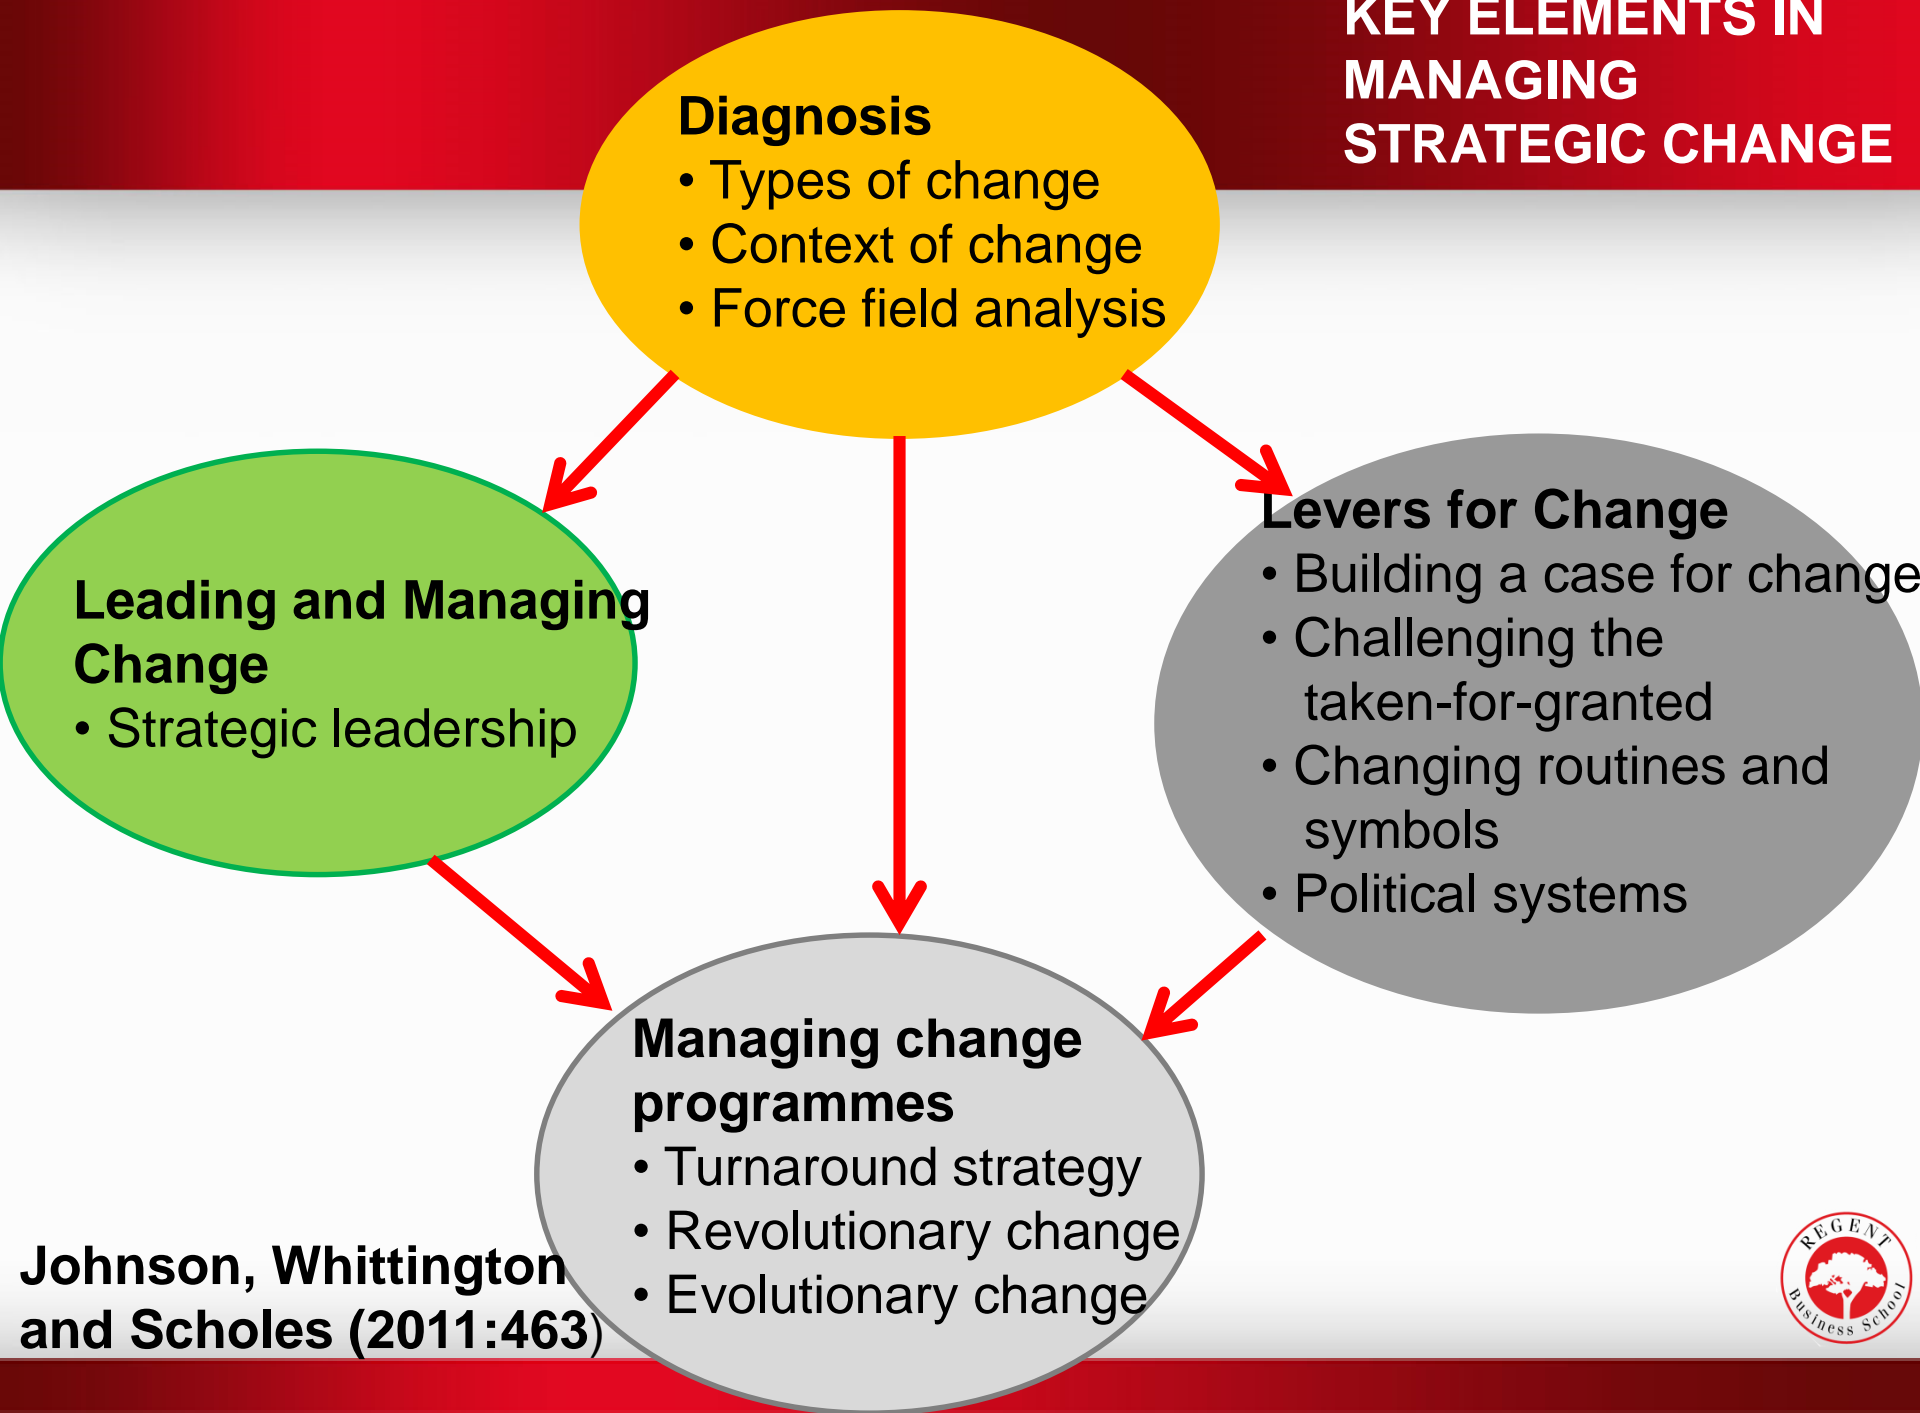 KEY ELEMENTS IN
MANAGING
STRATEGIC CHANGE
Diagnosis
• Types of change
• Context of change
• Force field analysis
Leading and Managing
Change
• Strategic leadership
Levers for Change
• Building a case for change
• Challenging the
taken-for-granted
• Changing routines and
symbols
• Political systems
Managing change
programmes
• Turnaround strategy
• Revolutionary change
• Evolutionary change
Johnson, Whittington
and Scholes (2011:463)
REGENT
Business School